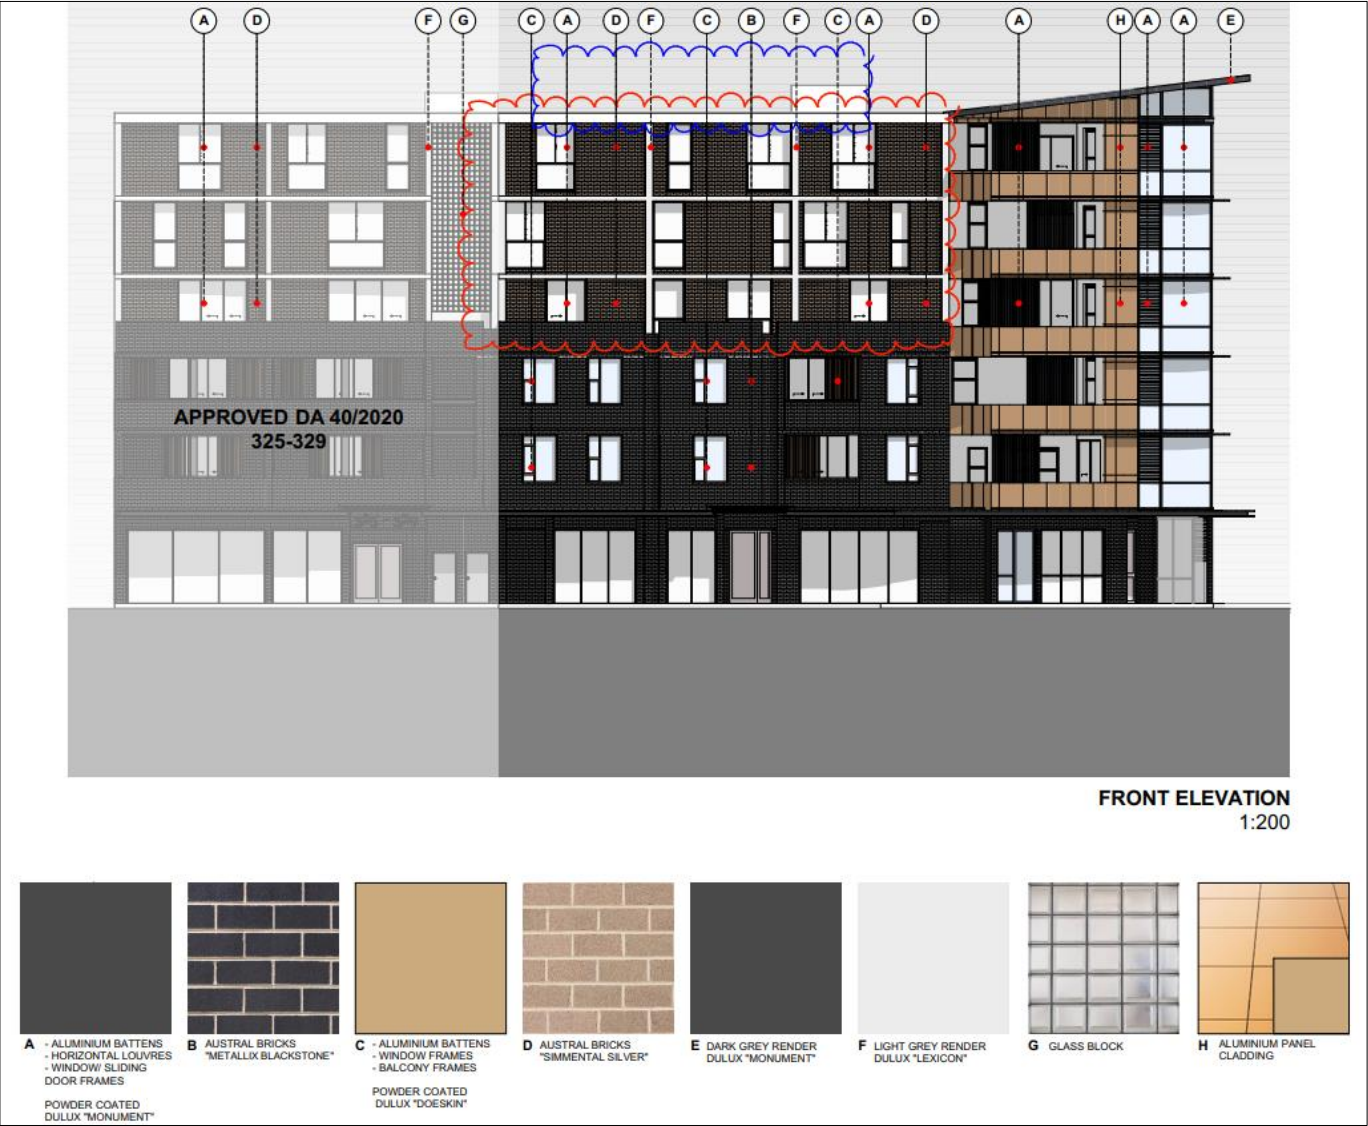 A D F G C A D F C B F C A D A H A A E
APPROVED DA 40/2020
325-329
FRONT ELEVATION
1:200
A - ALUMINIUM BATTENS
- HORIZONTAL LOUVRES
- WINDOW/ SLIDING
DOOR FRAMES
POWDER COATED
DULUX "MONUMENT"
B AUSTRAL BRICKS
"METALLIX BLACKSTONE"
C - ALUMINIUM BATTENS
- WINDOW FRAMES
- BALCONY FRAMES
POWDER COATED
DULUX "DOESKIN"
D AUSTRAL BRICKS
"SIMMENTAL SILVER"
E DARK GREY RENDER
DULUX "MONUMENT"
F LIGHT GREY RENDER
DULUX "LEXICON"
G GLASS BLOCK
H ALUMINIUM PANEL
CLADDING